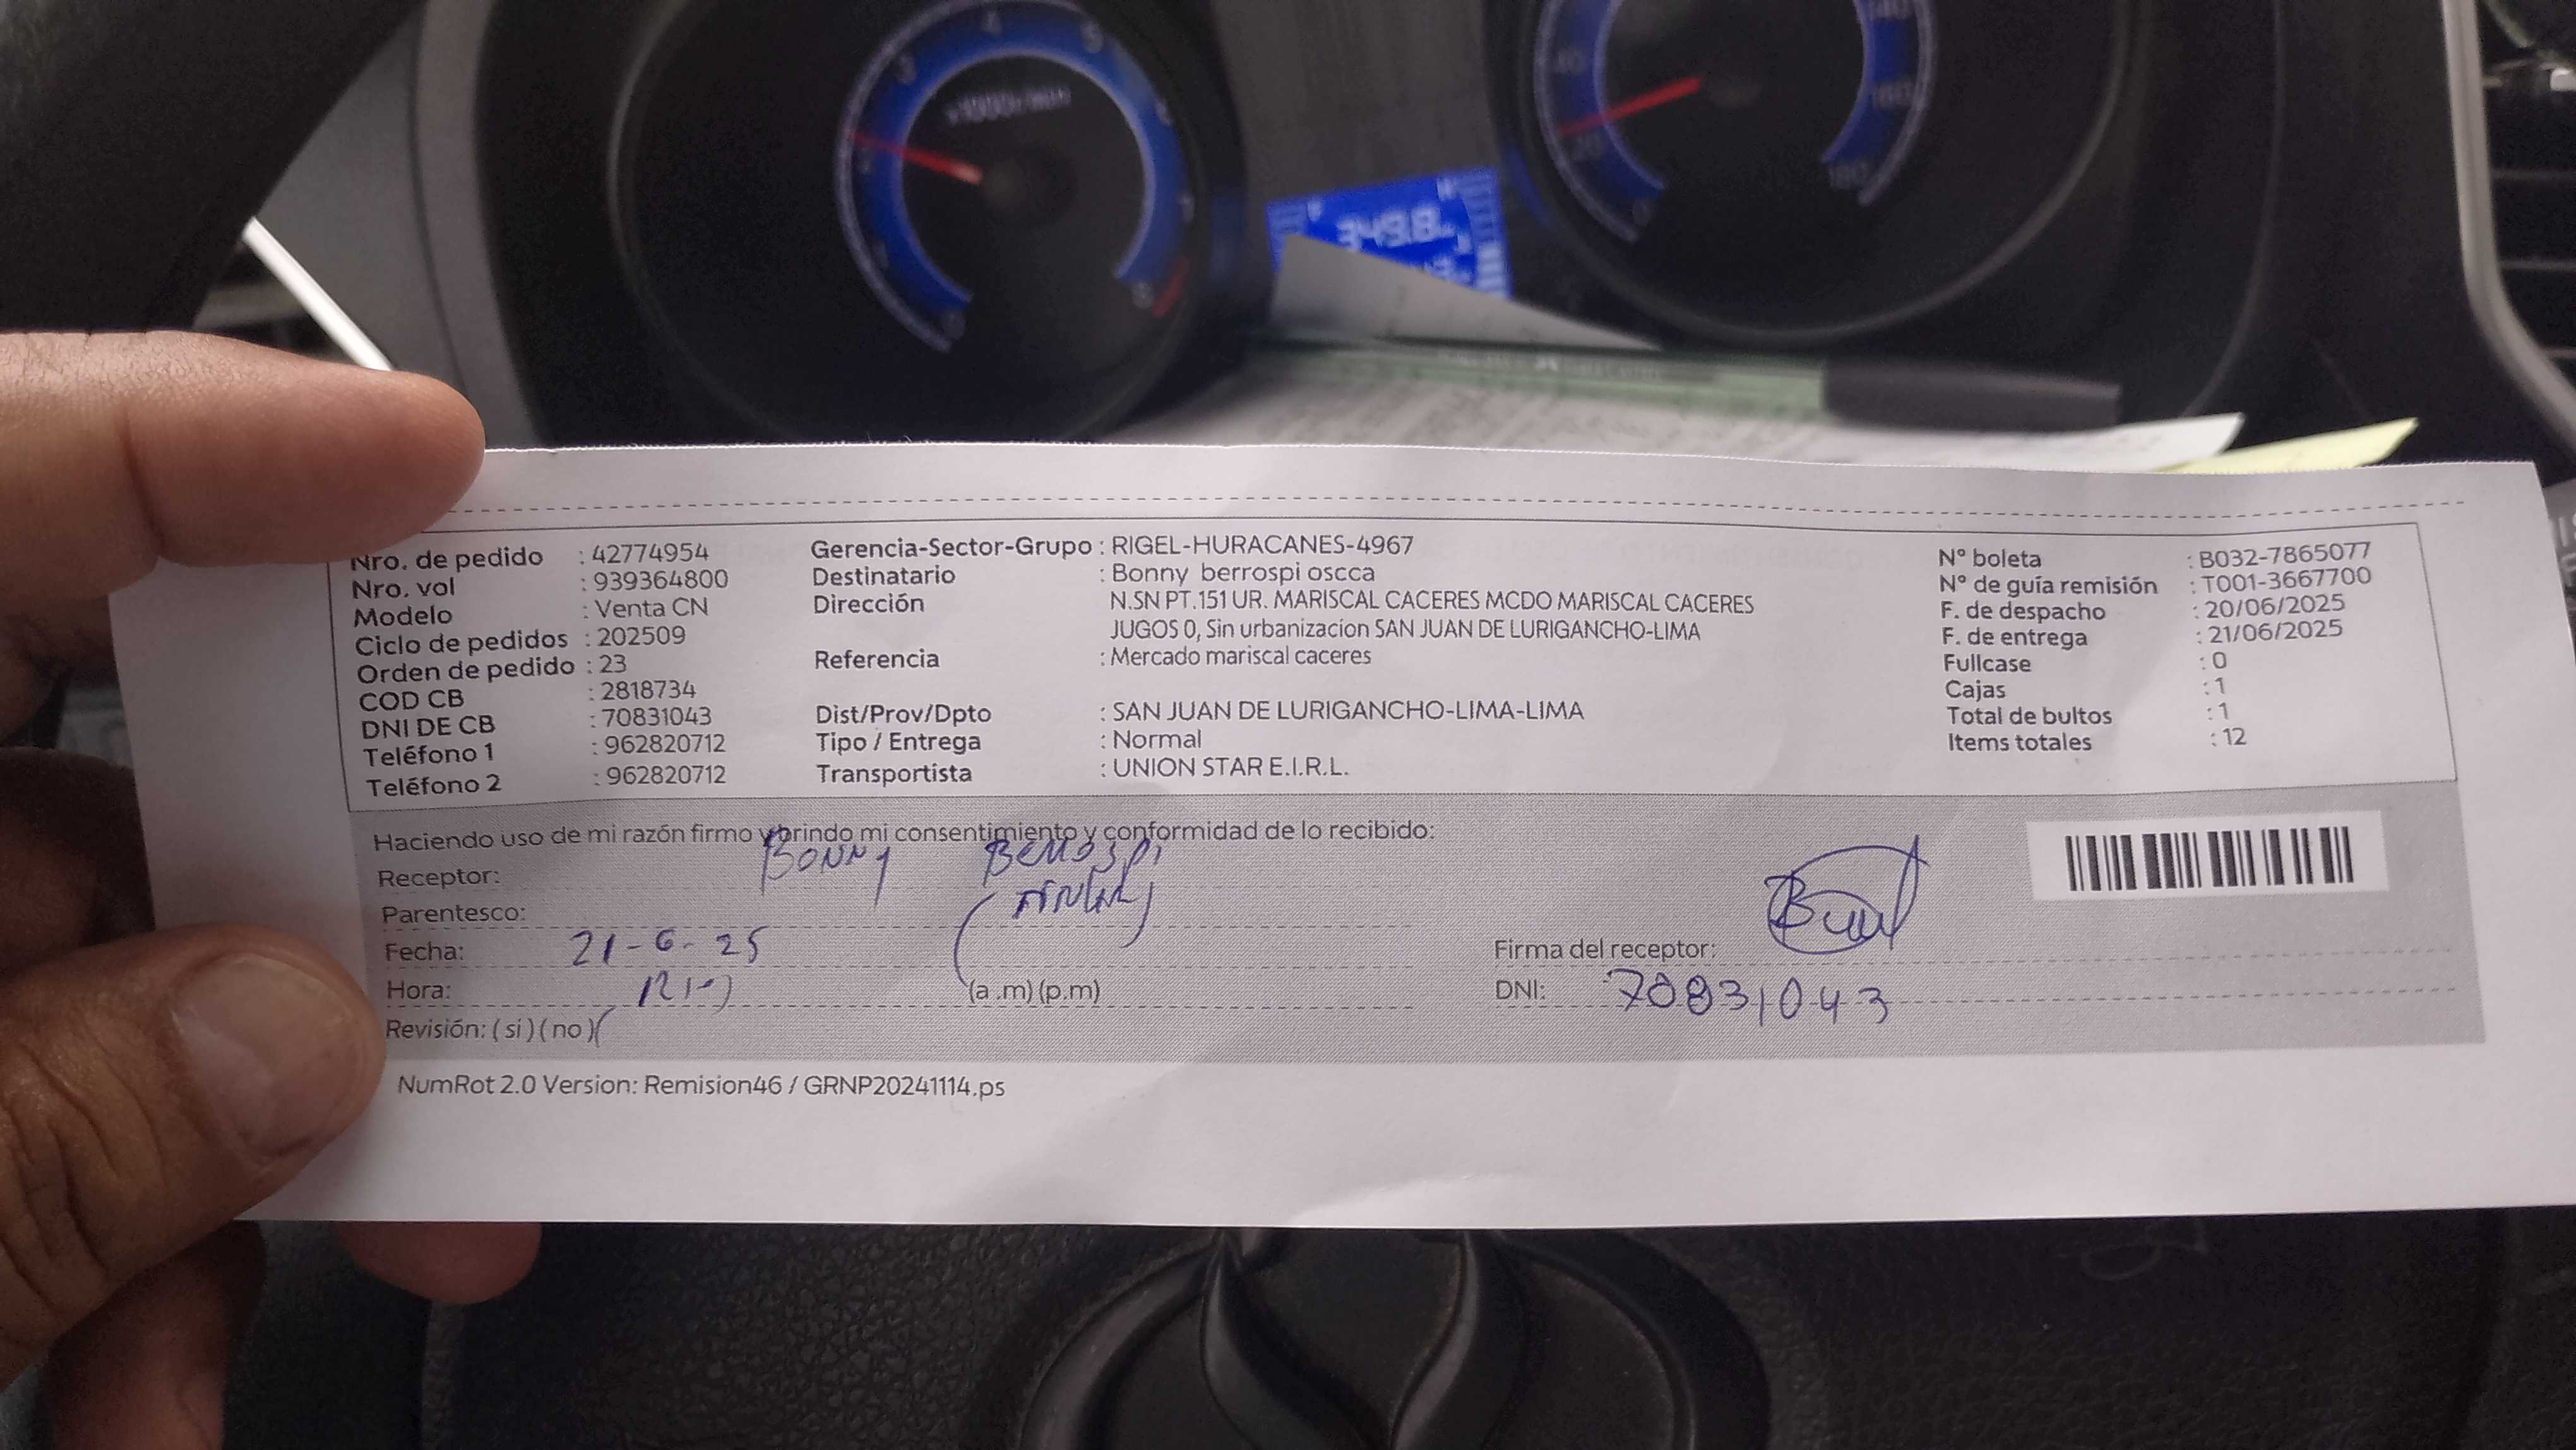 x1000r/min
349.8
Nro. de pedido : 42774954
Nro. vol : 939364800
Modelo : Venta CN
Ciclo de pedidos : 202509
Orden de pedido : 23
COD CB : 2818734
DNI DE CB : 70831043
Teléfono 1 : 962820712
Teléfono 2 : 962820712
Gerencia-Sector-Grupo : RIGEL-HURACANES-4967
Destinatario : Bonny berrospi oscca
Dirección N.SN PT.151 UR. MARISCAL CACERES MCDO MARISCAL CACERES
JUGOS 0, Sin urbanizacion SAN JUAN DE LURIGANCHO-LIMA
Referencia : Mercado mariscal caceres
Dist/Prov/Dpto : SAN JUAN DE LURIGANCHO-LIMA-LIMA
Tipo / Entrega : Normal
Transportista : UNION STAR E.I.R.L.
N° boleta : B032-7865077
N° de guía remisión : T001-3667700
F. de despacho : 20/06/2025
F. de entrega : 21/06/2025
Fullcase : 0
Cajas : 1
Total de bultos : 1
Items totales : 12
Haciendo uso de mi razón firmo y brindo mi consentimiento y conformidad de lo recibido:
Receptor: Bonny Berrospi
Parentesco:
Fecha: 21-6-25
Hora: (a .m) (p.m)
Revisión: ( si ) ( no )
Firma del receptor:
DNI: 70831043
NumRot 2.0 Version: Remision46 / GRNP20241114.ps